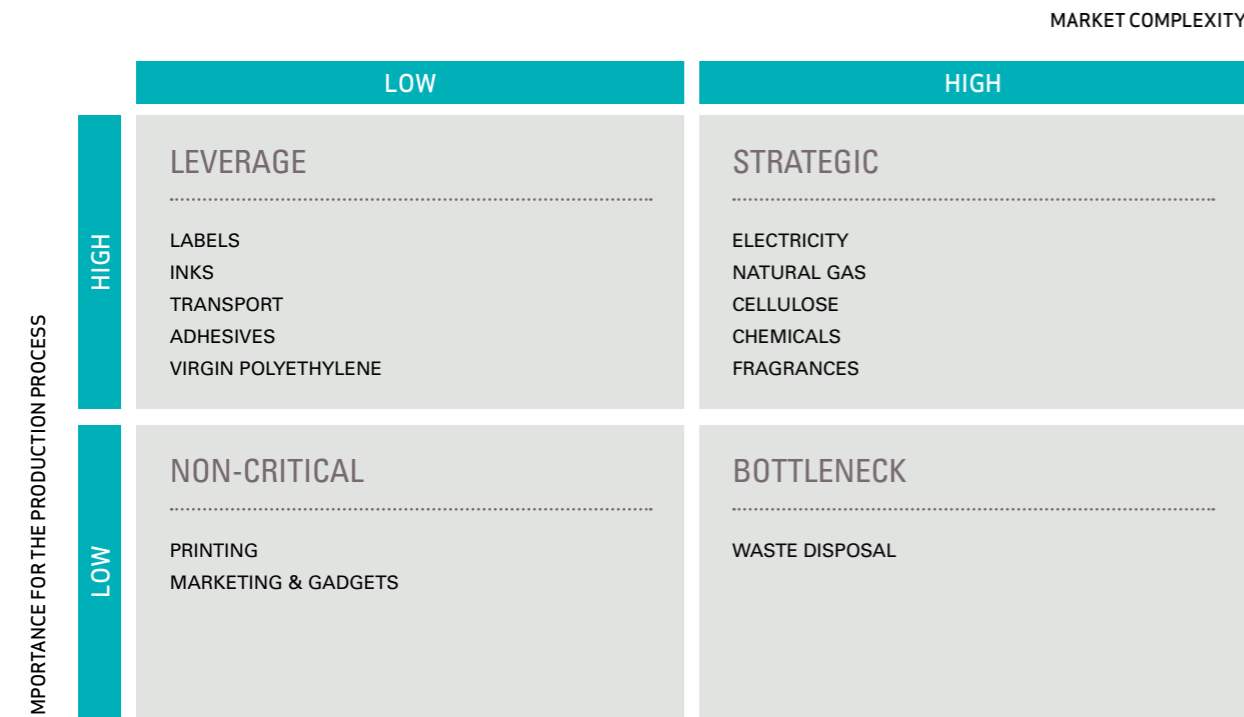 MARKET COMPLEXITY
LOW
HIGH
HIGH
LEVERAGE
LABELS
INKS
TRANSPORT
ADHESIVES
VIRGIN POLYETHYLENE
STRATEGIC
ELECTRICITY
NATURAL GAS
CELLULOSE
CHEMICALS
FRAGRANCES
MPORTANCE FOR THE PRODUCTION PROCESS
LOW
NON-CRITICAL
PRINTING
MARKETING & GADGETS
BOTTLENECK
WASTE DISPOSAL